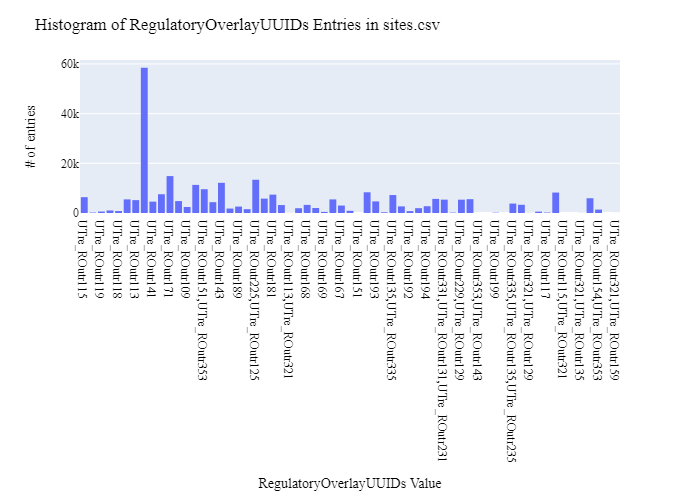 Histogram of RegulatoryOverlayUUIDs Entries in sites.csv
60k
40k
20k
0
# of entries
UTre_ROutr115
UTre_ROutr119
UTre_ROutr118
UTre_ROutr113
UTre_ROutr141
UTre_ROutr171
UTre_ROutr109
UTre_ROutr151,UTre_ROutr353
UTre_ROutr143
UTre_ROutr189
UTre_ROutr225,UTre_ROutr125
UTre_ROutr181
UTre_ROutr113,UTre_ROutr321
UTre_ROutr168
UTre_ROutr169
UTre_ROutr167
UTre_ROutr151
UTre_ROutr193
UTre_ROutr135,UTre_ROutr335
UTre_ROutr192
UTre_ROutr194
UTre_ROutr331,UTre_ROutr131,UTre_ROutr231
UTre_ROutr229,UTre_ROutr129
UTre_ROutr353,UTre_ROutr143
UTre_ROutr199
UTre_ROutr335,UTre_ROutr135,UTre_ROutr235
UTre_ROutr321,UTre_ROutr129
UTre_ROutr117
UTre_ROutr115,UTre_ROutr321
UTre_ROutr321,UTre_ROutr135
UTre_ROutr154,UTre_ROutr353
UTre_ROutr321,UTre_ROutr159
RegulatoryOverlayUUIDs Value